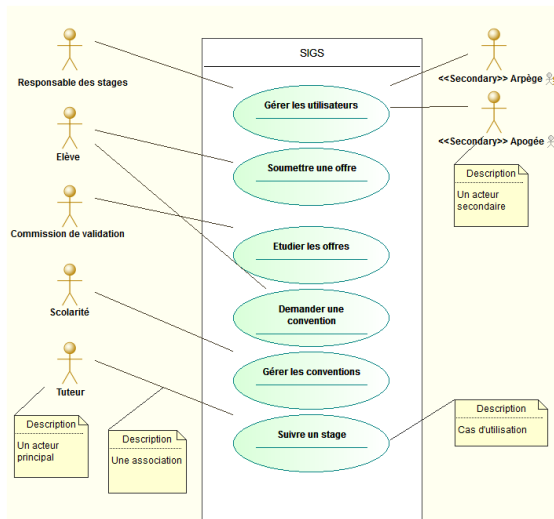 SIGS
Responsable des stages
Elève
Commission de validation
Scolarité
Tuteur
Gérer les utilisateurs
Soumettre une offre
Etudier les offres
Demander une
convention
Gérer les conventions
Suivre un stage
<<Secondary>> Arpège
<<Secondary>> Apogée
Description
Un acteur
secondaire
Description
Un acteur
principal
Description
Une association
Description
Cas d'utilisation